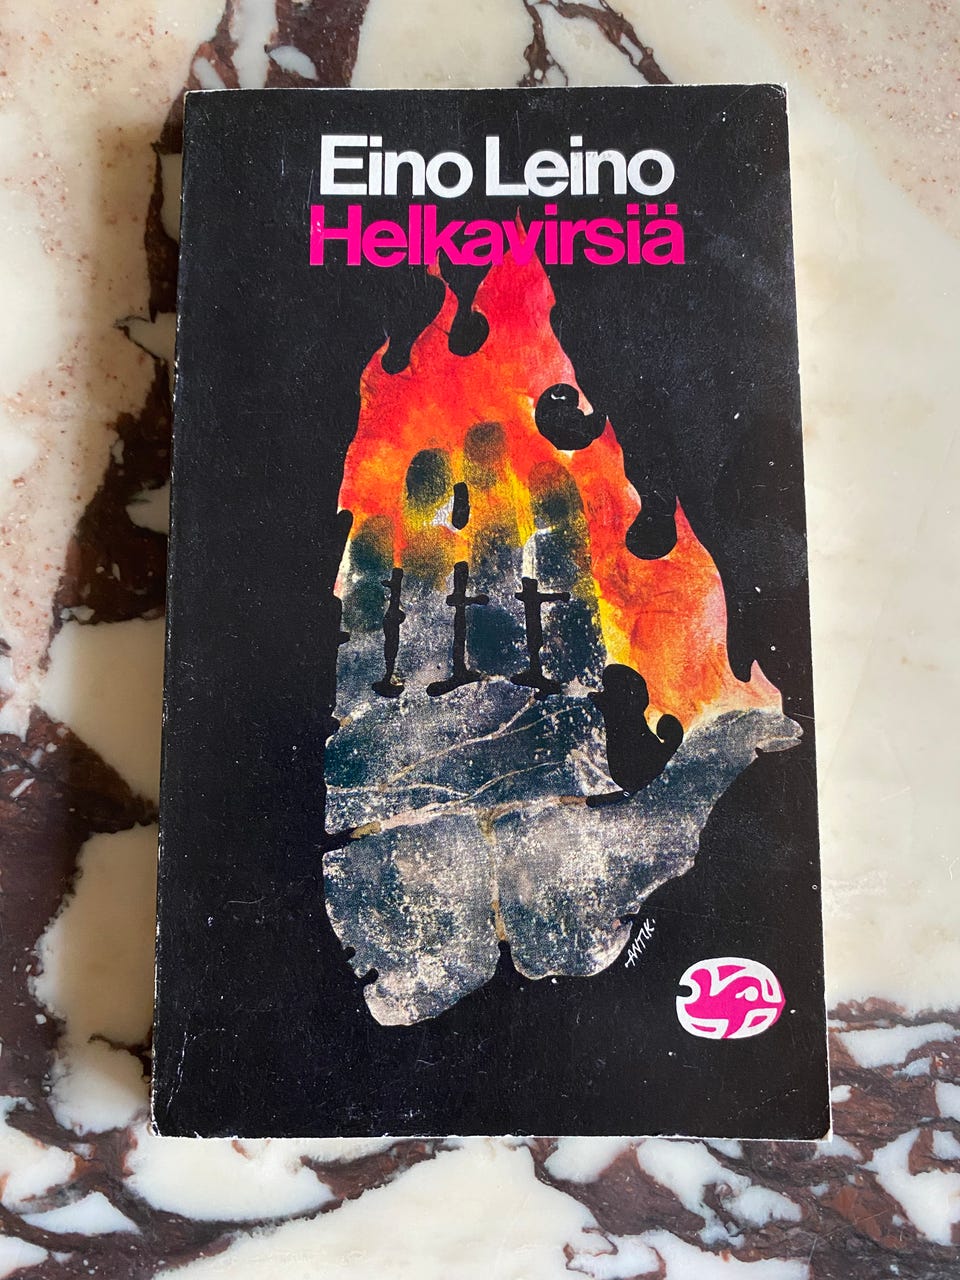 Eino Leino
Helkavirsiä
ANTIK.